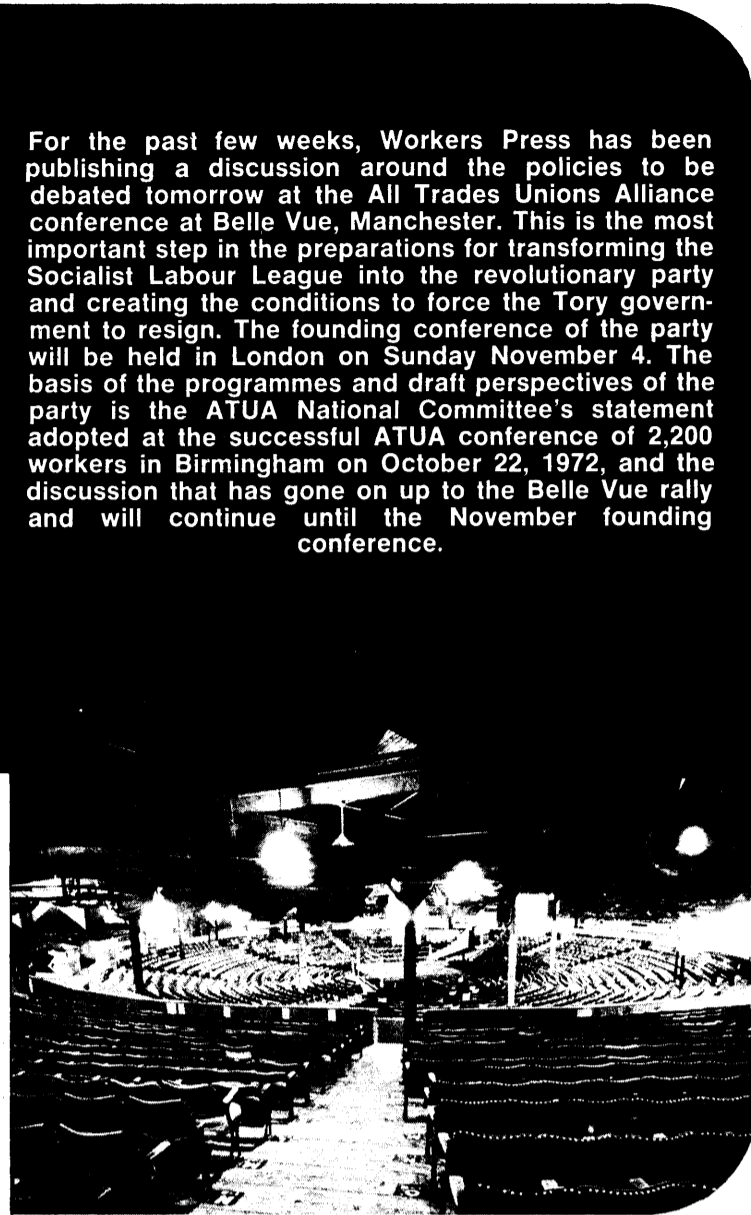 For the past few weeks, Workers Press has been
publishing a discussion around the policies to be
debated tomorrow at the All Trades Unions Alliance
conference at Belle Vue, Manchester. This is the most
important step in the preparations for transforming the
Socialist Labour League into the revolutionary party
and creating the conditions to force the Tory govern-
ment to resign. The founding conference of the party
will be held in London on Sunday November 4. The
basis of the programmes and draft perspectives of the
party is the ATUA National Committee's statement
adopted at the successful ATUA conference of 2,200
workers in Birmingham on October 22, 1972, and the
discussion that has gone on up to the Belle Vue rally
and will continue until the November founding
conference.